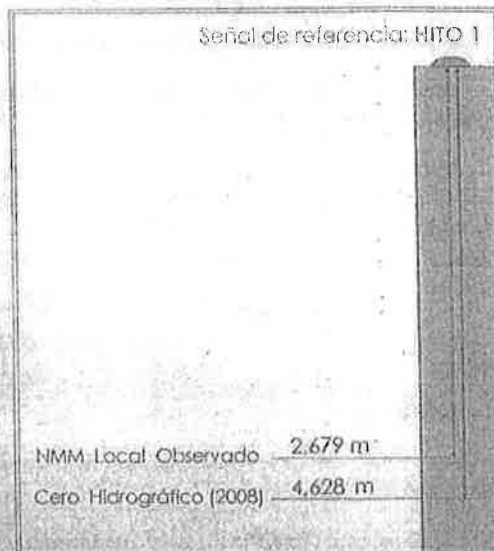 Señal de referencia: HITO 1
NMM Local Observado 2.679 m
Cero Hidrográfico (2008) 4.628 m